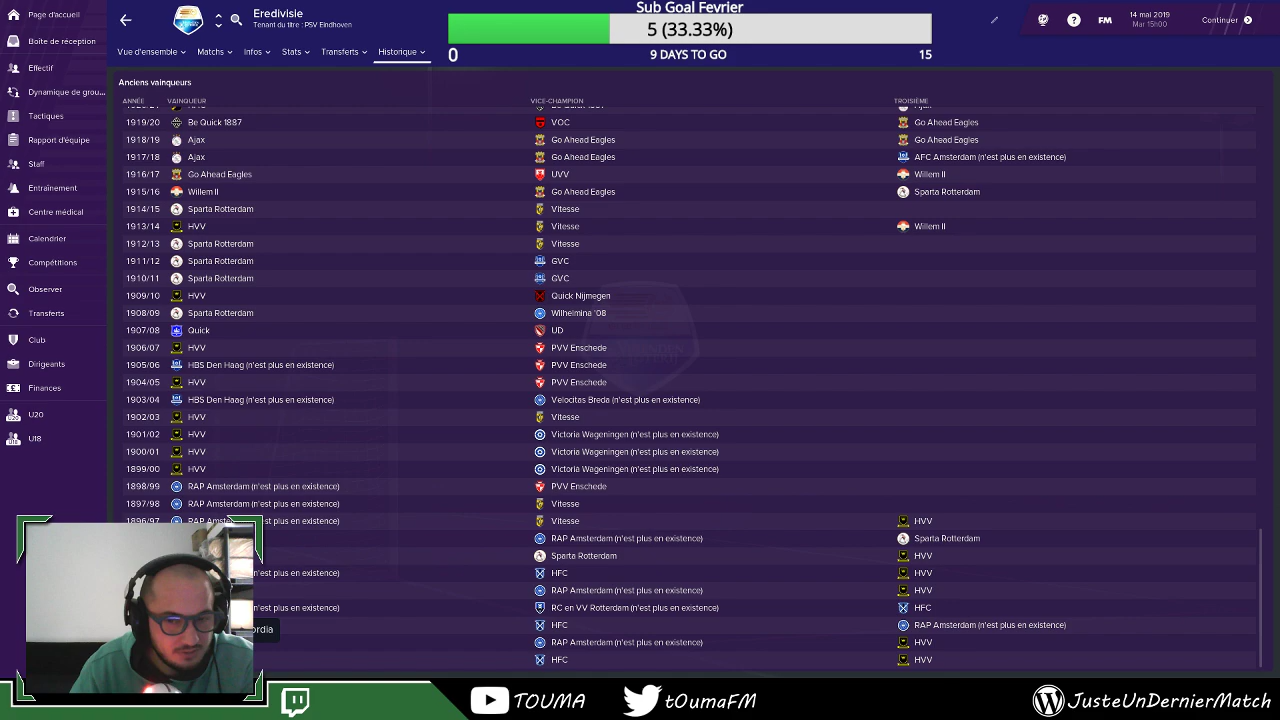 Page d'accueil
Boîte de réception
Effectif
Dynamique de grou...
Tactiques
Rapport d'équipe
Staff
Entraînement
Centre médical
Calendrier
Compétitions
Observer
Transferts
Club
Dirigeants
Finances
U20
U18
Eredivisie
Tenant du titre : PSV Eindhoven
Sub Goal Fevrier
5 (33.33%)
0 9 DAYS TO GO 15
FM 14 mai 2019 Continuer
Mar 15h00
Vue d'ensemble Matchs Infos Stats Transferts Historique
Anciens vainqueurs
ANNÉE VAINQUEUR VICE-CHAMPION TROISIÈME
1919/20 Be Quick 1887 VOC Go Ahead Eagles
1918/19 Ajax Go Ahead Eagles Go Ahead Eagles
1917/18 Ajax Go Ahead Eagles AFC Amsterdam (n'est plus en existence)
1916/17 Go Ahead Eagles UVV Willem II
1915/16 Willem II Go Ahead Eagles Sparta Rotterdam
1914/15 Sparta Rotterdam Vitesse
1913/14 HVV Vitesse Willem II
1912/13 Sparta Rotterdam Vitesse
1911/12 Sparta Rotterdam GVC
1910/11 Sparta Rotterdam GVC
1909/10 HVV Quick Nijmegen
1908/09 Sparta Rotterdam Wilhelmina '08
1907/08 Quick UD
1906/07 HVV PVV Enschede
1905/06 HBS Den Haag (n'est plus en existence) PVV Enschede
1904/05 HVV PVV Enschede
1903/04 HBS Den Haag (n'est plus en existence) Velocitas Breda (n'est plus en existence)
1902/03 HVV Vitesse
1901/02 HVV Victoria Wageningen (n'est plus en existence)
1900/01 HVV Victoria Wageningen (n'est plus en existence)
1899/00 HVV Victoria Wageningen (n'est plus en existence)
1898/99 RAP Amsterdam (n'est plus en existence) PVV Enschede
1897/98 RAP Amsterdam (n'est plus en existence) Vitesse
1896/97 RAP Amste s plus en existence) Vitesse HVV
RAP Amsterdam (n'est plus en existence) Sparta Rotterdam
Sparta Rotterdam HVV
n'est plus en existence) HFC HVV
RAP Amsterdam (n'est plus en existence) HVV
n'est plus en existence) RC en VV Rotterdam (n'est plus en existence) HFC
ordia HFC RAP Amsterdam (n'est plus en existence)
RAP Amsterdam (n'est plus en existence) HVV
HFC HVV
TOUMA tOumaFM JusteUnDernierMatch